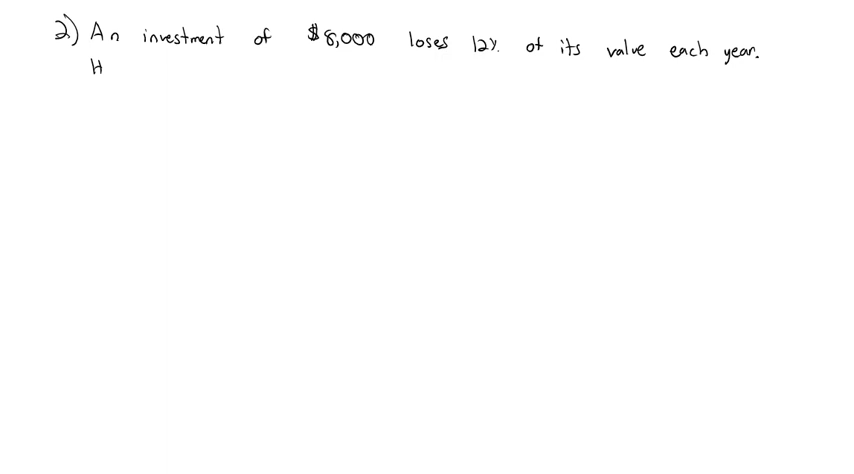 2) An investment of $8,000 loses 12% of its value each year.
H